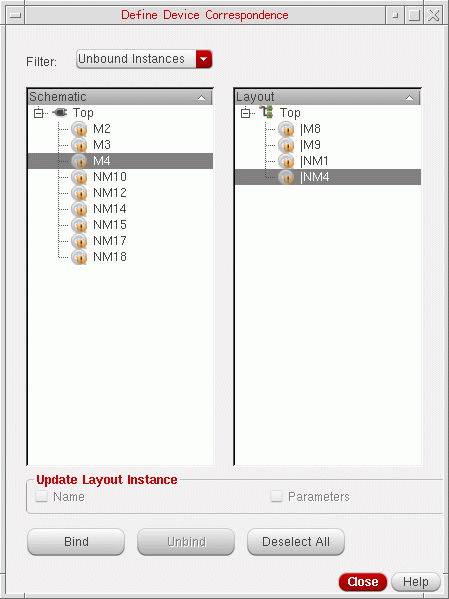 Define Device Correspondence
Filter: Unbound Instances
Schematic
Top
M2
M3
M4
NM10
NM12
NM14
NM15
NM17
NM18
Layout
Top
|M8
|M9
|NM1
|NM4
Update Layout Instance
Name Parameters
Bind Unbind Deselect All
Close Help